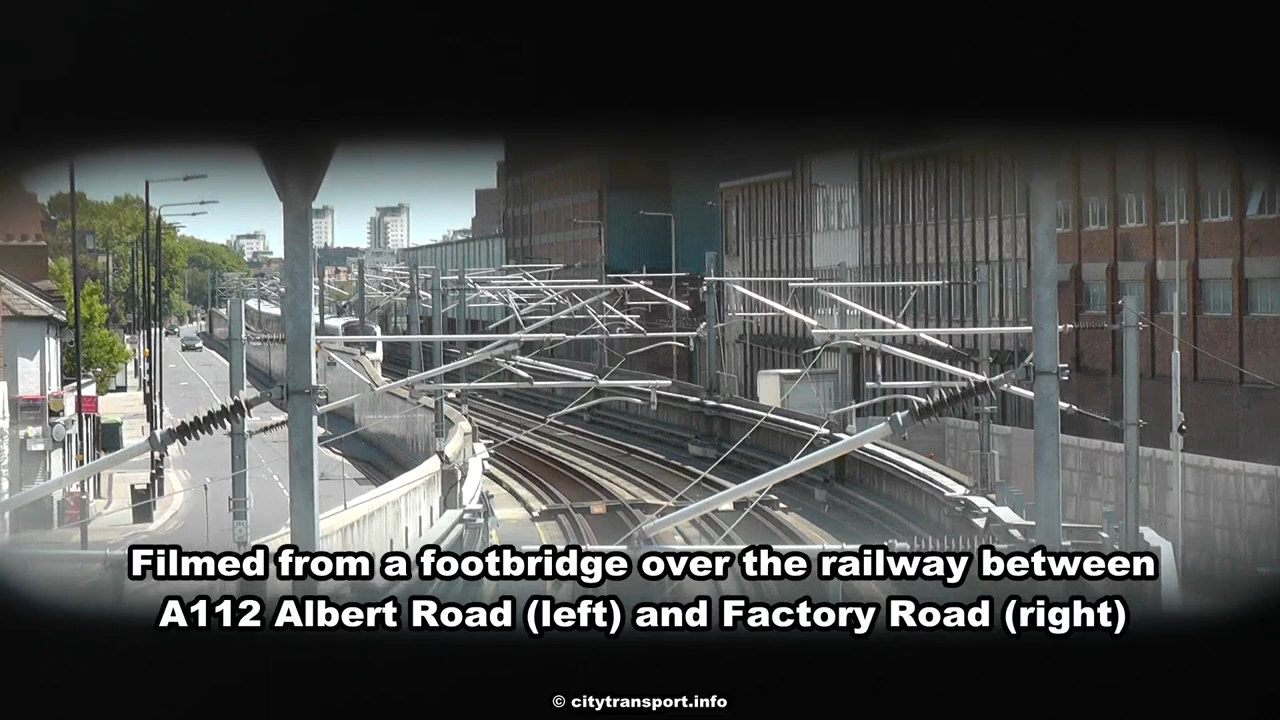 Filmed from a footbridge over the railway between
A112 Albert Road (left) and Factory Road (right)
© citytransport.info